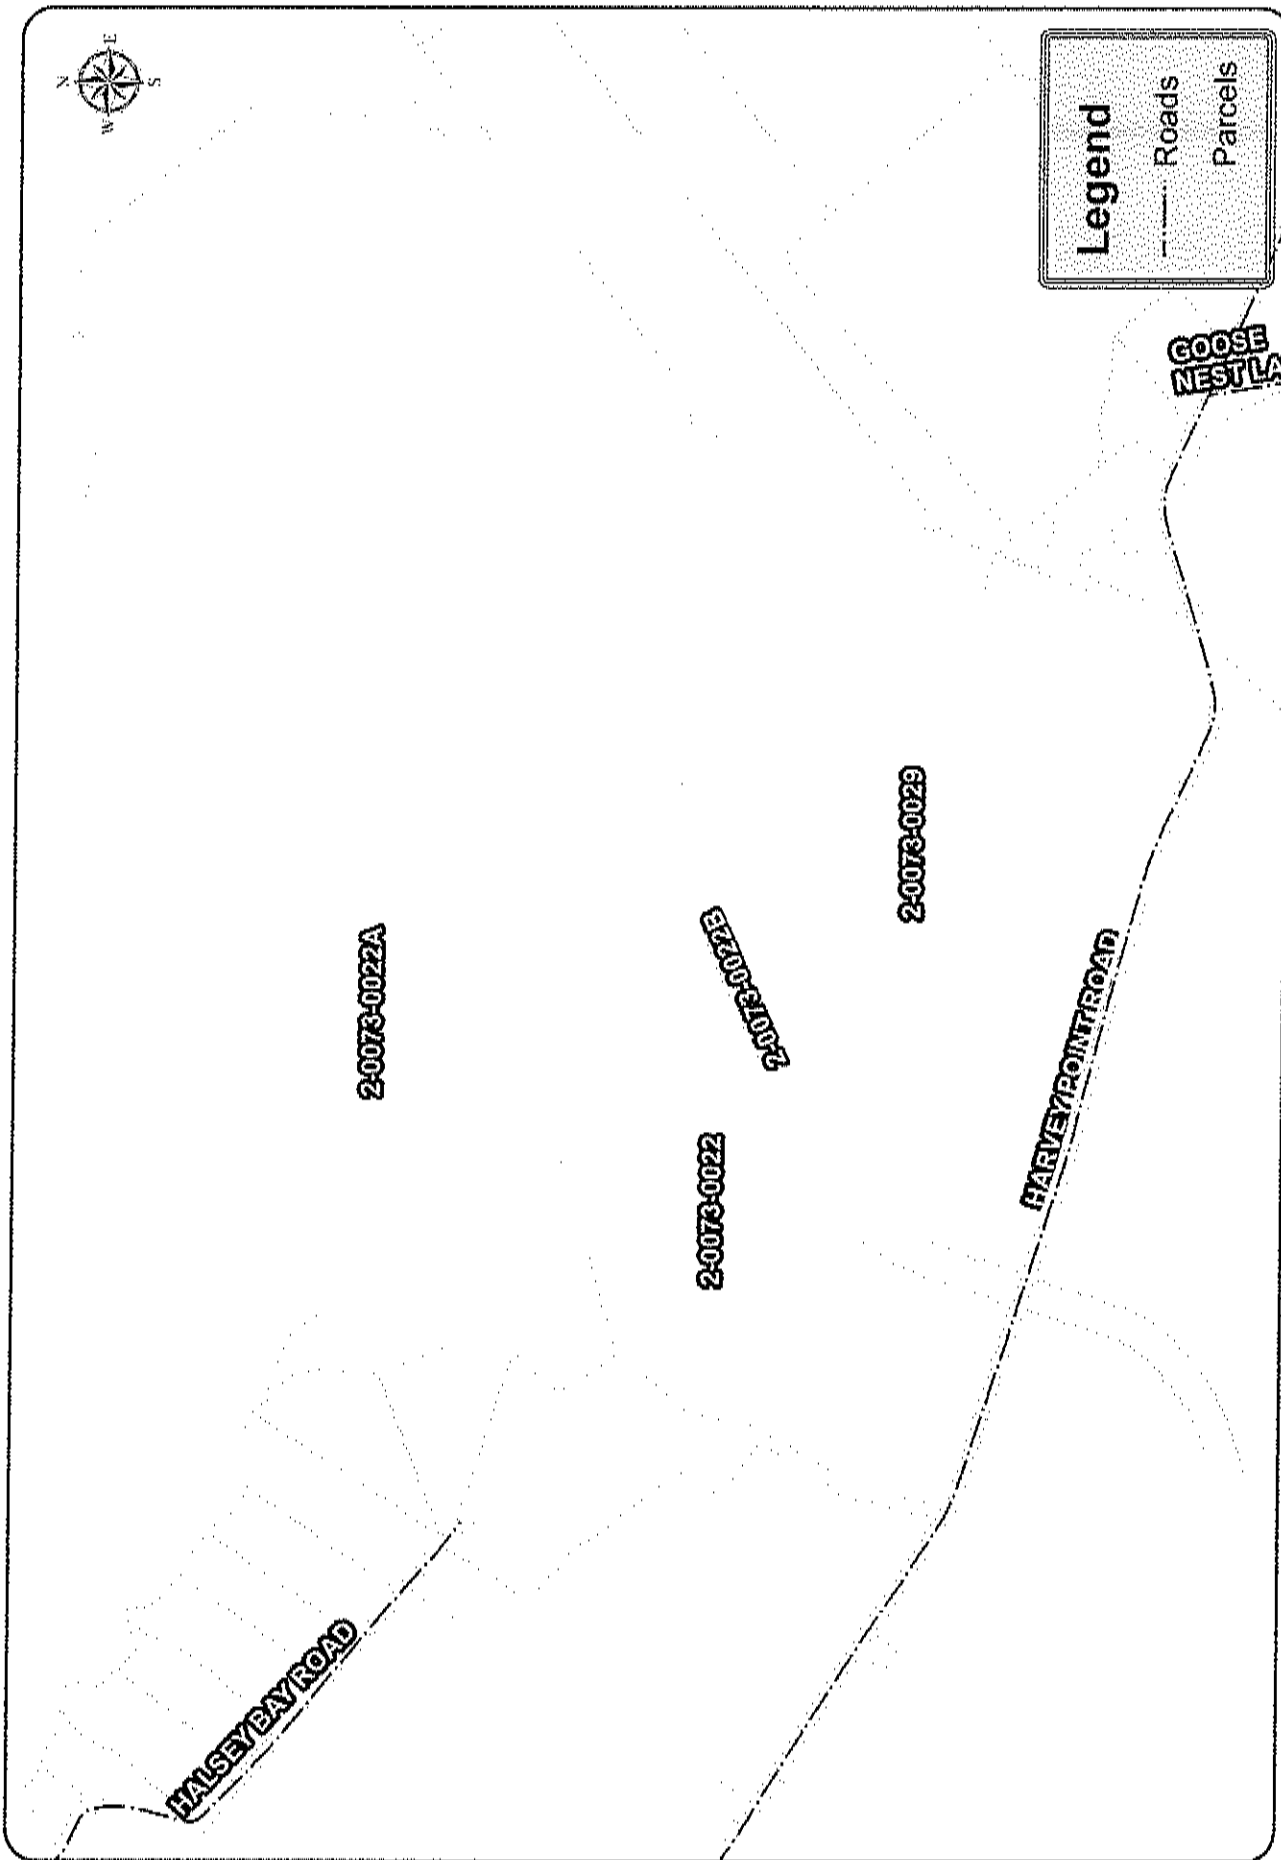 N
E
S
W
Legend
Roads
Parcels
HALSEY BAY ROAD
2-0073-0022A
2-0073-0022
2-0073-0022B
2-0073-0029
HARVEY POINT ROAD
GOOSE
NEST LA